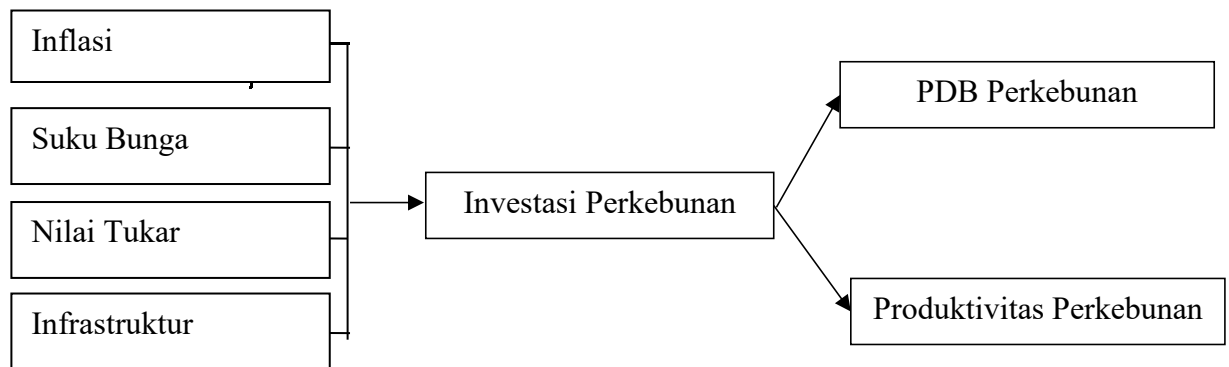 Inflasi
Suku Bunga
Nilai Tukar
Infrastruktur
Investasi Perkebunan
PDB Perkebunan
Produktivitas Perkebunan